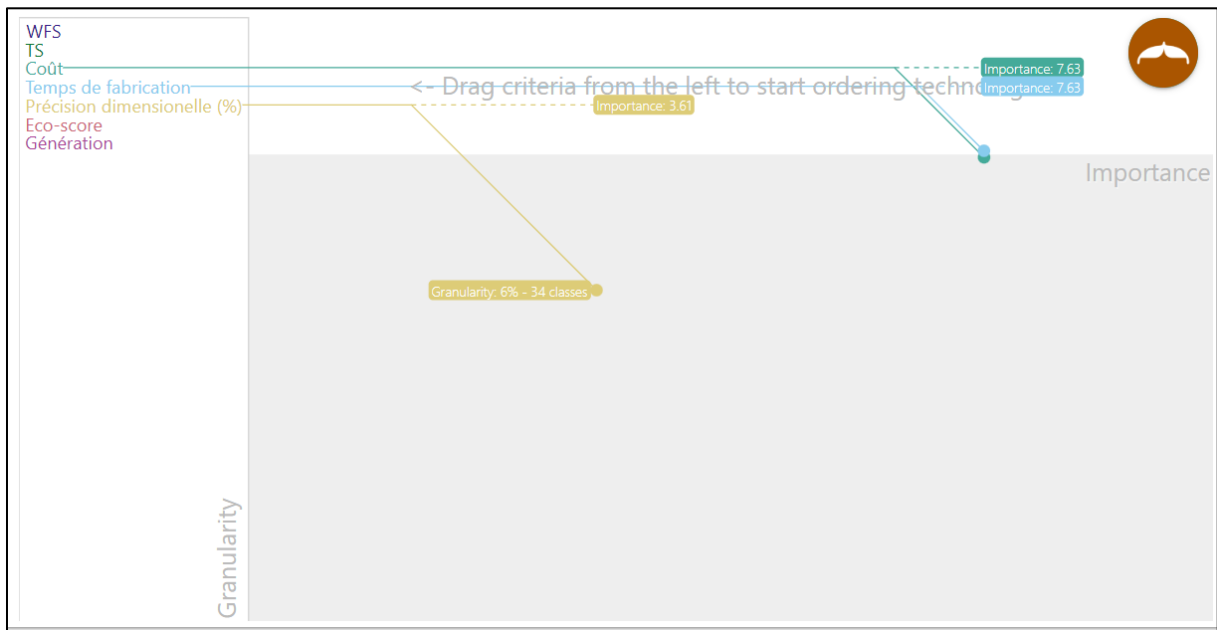 WFS
TS
Coût
Importance: 7.63
Temps de fabrication
<- Drag criteria from the left to start ordering
Importance: 7.63
Précision dimensionelle (%)
Importance: 3.61
Eco-score
Génération
Importance
Granularity: 6% - 34 classes
Granularity